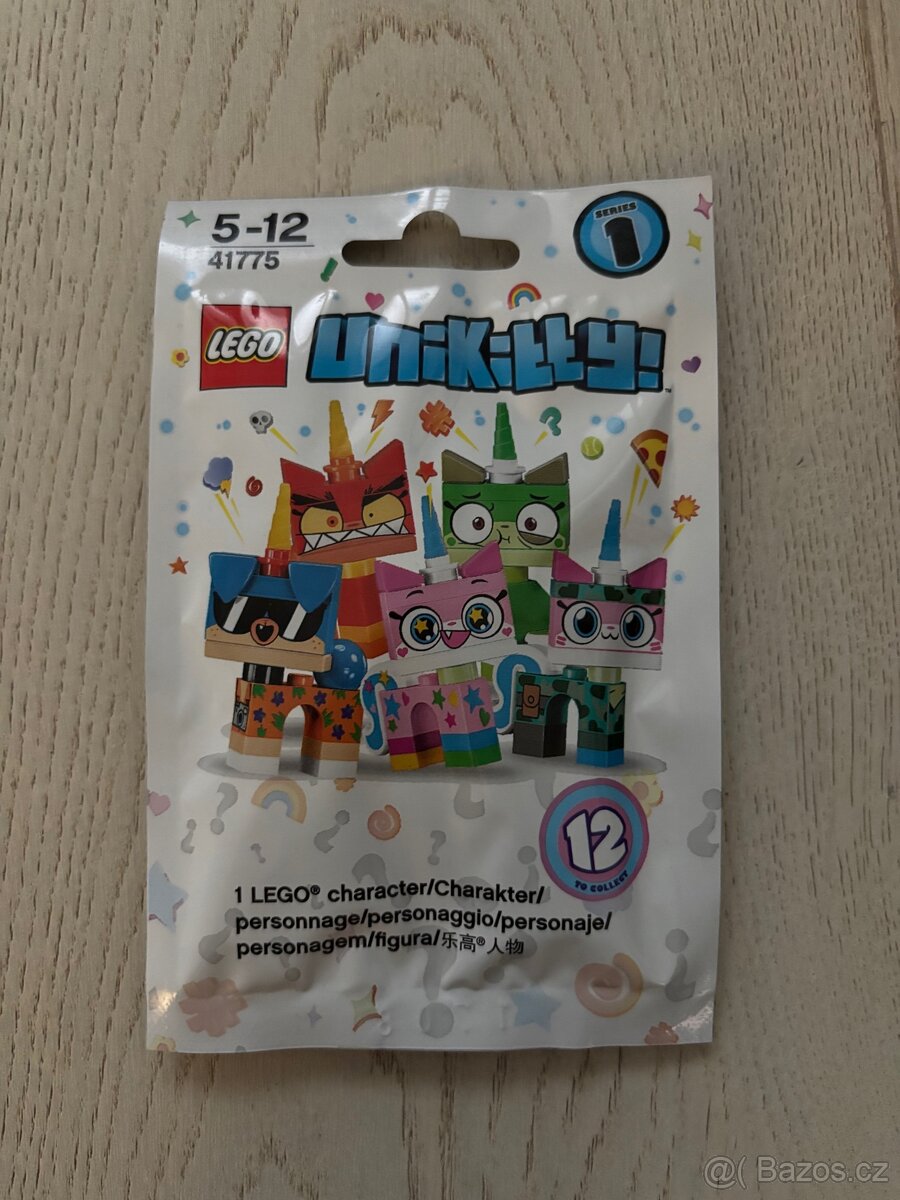 5-12
41775
SERIES
1
LEGO
UniKitty!™
12
TO COLLECT
1 LEGO® character/Charakter/
personnage/personaggio/personaje/
personagem/figura/乐高®人物
@( Bazos.cz